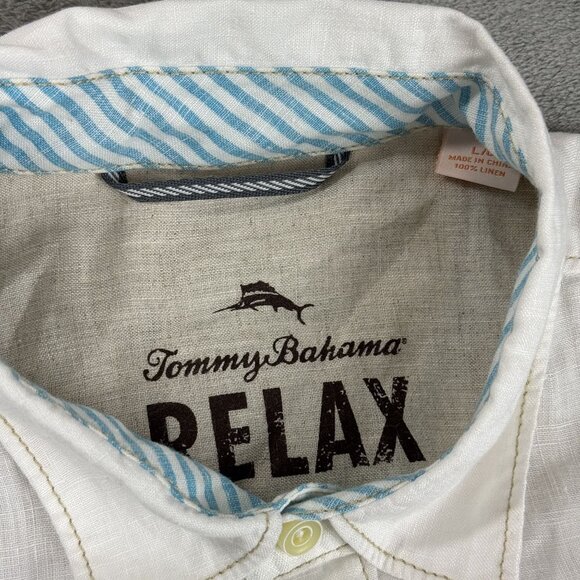 Tommy Bahama
RELAX
MADE IN CHINA
100% LINEN